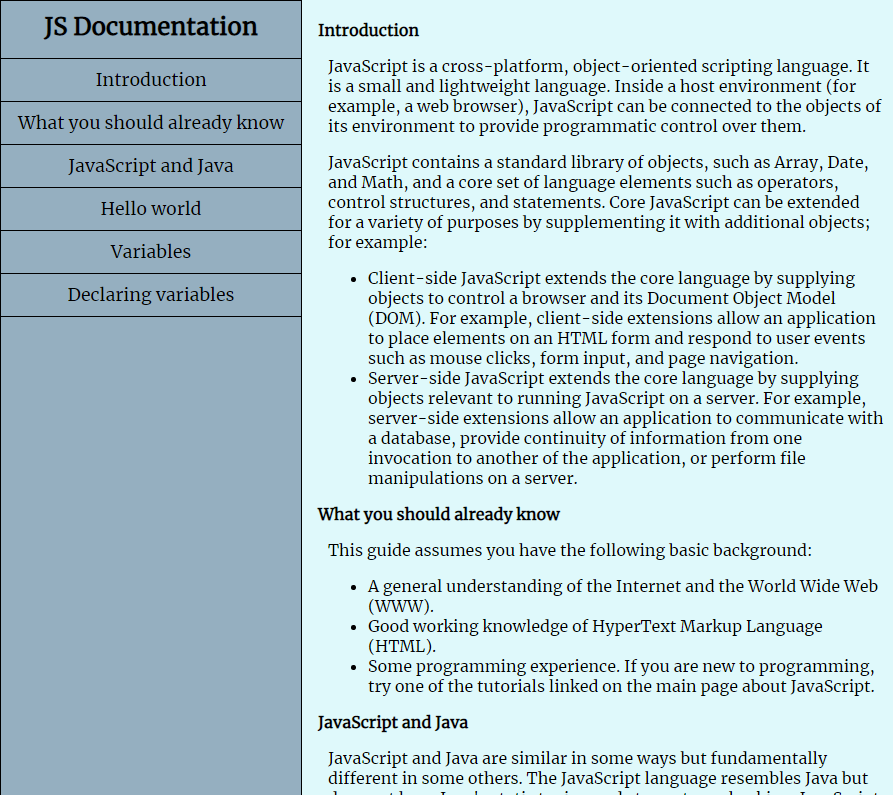 JS Documentation
Introduction
What you should already know
JavaScript and Java
Hello world
Variables
Declaring variables
Introduction
JavaScript is a cross-platform, object-oriented scripting language. It
is a small and lightweight language. Inside a host environment (for
example, a web browser), JavaScript can be connected to the objects of
its environment to provide programmatic control over them.
JavaScript contains a standard library of objects, such as Array, Date,
and Math, and a core set of language elements such as operators,
control structures, and statements. Core JavaScript can be extended
for a variety of purposes by supplementing it with additional objects;
for example:
• Client-side JavaScript extends the core language by supplying
objects to control a browser and its Document Object Model
(DOM). For example, client-side extensions allow an application
to place elements on an HTML form and respond to user events
such as mouse clicks, form input, and page navigation.
• Server-side JavaScript extends the core language by supplying
objects relevant to running JavaScript on a server. For example,
server-side extensions allow an application to communicate with
a database, provide continuity of information from one
invocation to another of the application, or perform file
manipulations on a server.
What you should already know
This guide assumes you have the following basic background:
• A general understanding of the Internet and the World Wide Web
(WWW).
• Good working knowledge of HyperText Markup Language
(HTML).
• Some programming experience. If you are new to programming,
try one of the tutorials linked on the main page about JavaScript.
JavaScript and Java
JavaScript and Java are similar in some ways but fundamentally
different in some others. The JavaScript language resembles Java but